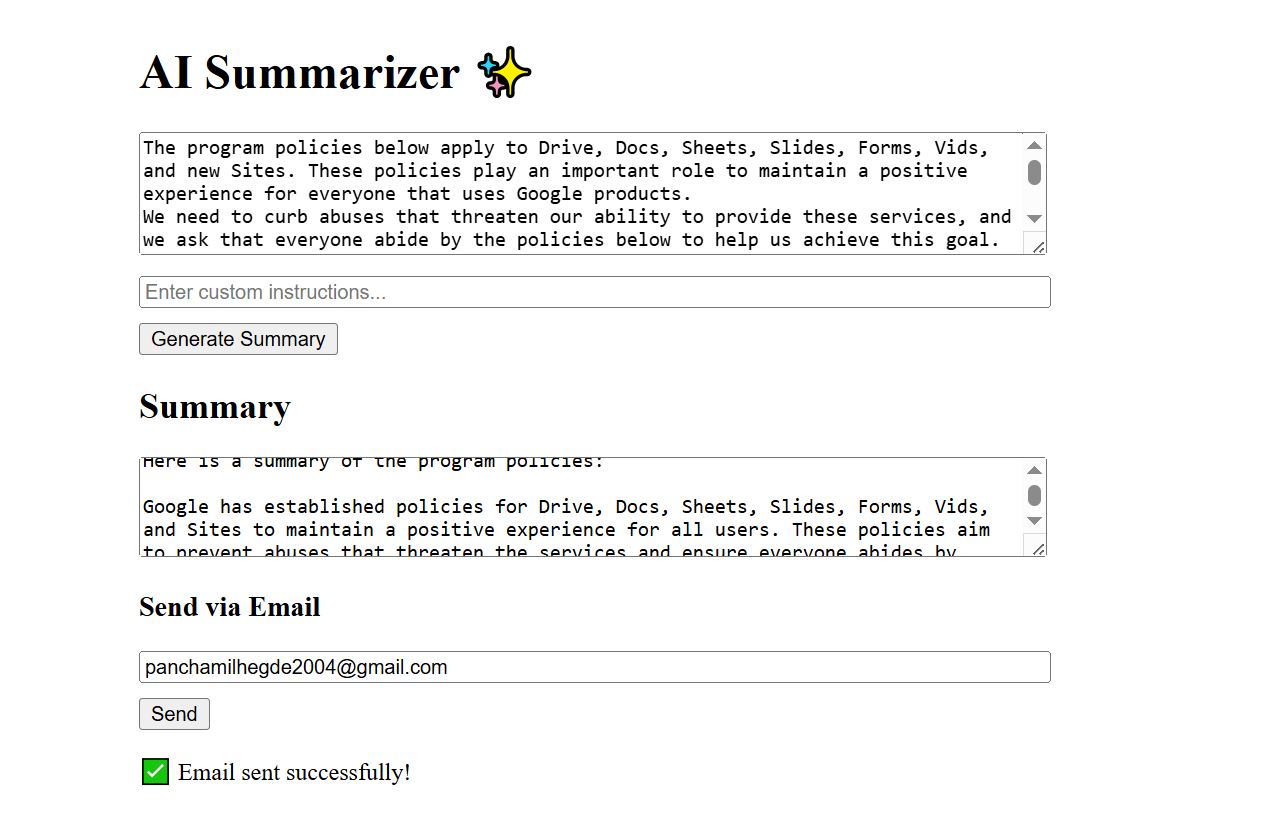 AI Summarizer ✨
The program policies below apply to Drive, Docs, Sheets, Slides, Forms, Vids,
and new Sites. These policies play an important role to maintain a positive
experience for everyone that uses Google products.
We need to curb abuses that threaten our ability to provide these services, and
we ask that everyone abide by the policies below to help us achieve this goal.
Enter custom instructions...
Generate Summary
Summary
Here is a summary of the program policies:
Google has established policies for Drive, Docs, Sheets, Slides, Forms, Vids,
and Sites to maintain a positive experience for all users. These policies aim
to prevent abuses that threaten the services and ensure everyone abides by
Send via Email
panchamilhegde2004@gmail.com
Send
✅ Email sent successfully!